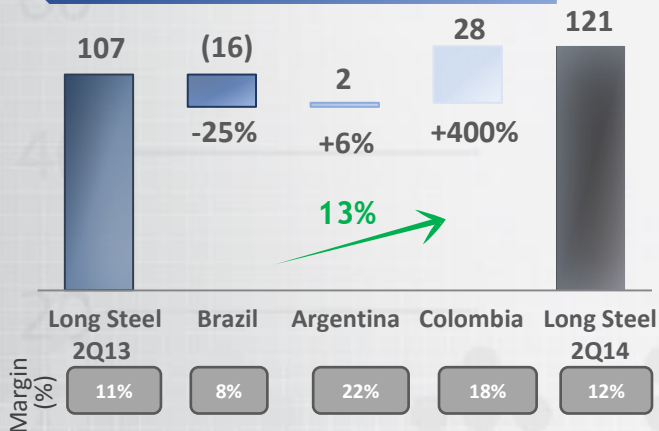 107
(16)
2
28
121
-25%
+6%
+400%
13%
Long Steel 2Q13
Brazil
Argentina
Colombia
Long Steel 2Q14
Margin (%)
11%
8%
22%
18%
12%